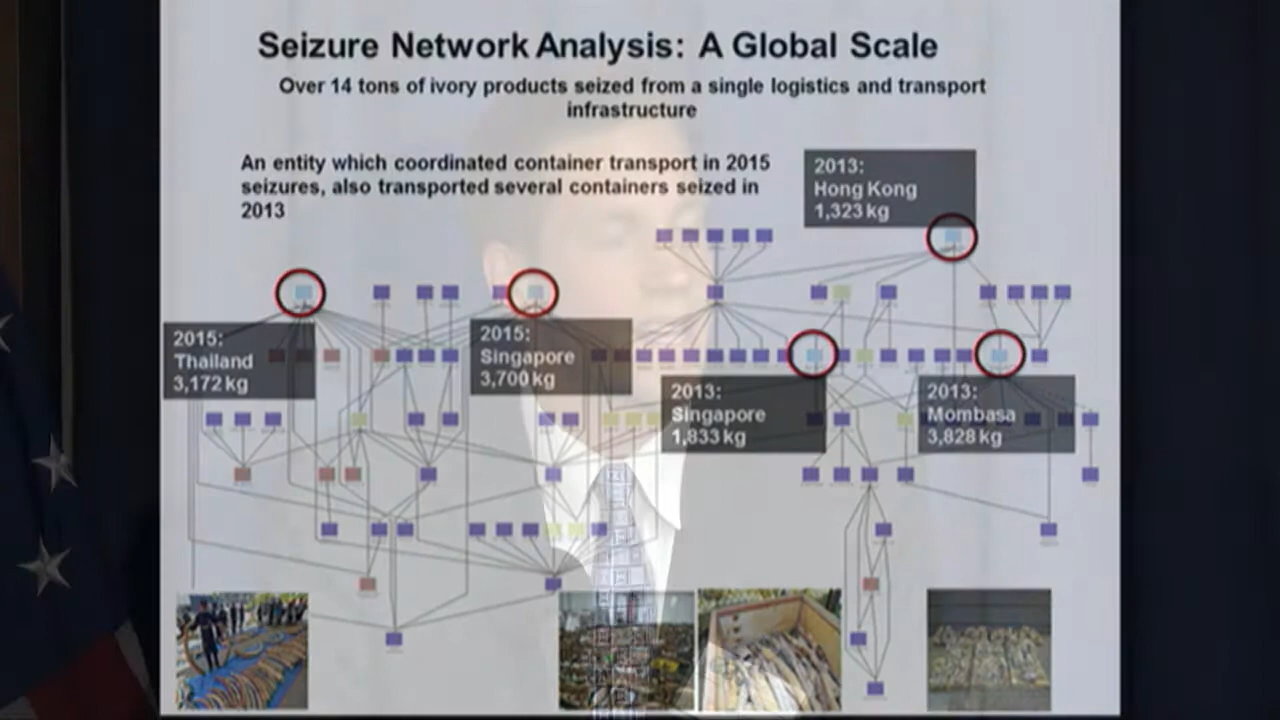 Seizure Network Analysis: A Global Scale
Over 14 tons of ivory products seized from a single logistics and transport
infrastructure
An entity which coordinated container transport in 2015
seizures, also transported several containers seized in
2013
2013:
Hong Kong
1,323 kg
2015:
Thailand
3,172 kg
2015:
Singapore
3,700 kg
2013:
Singapore
1,833 kg
2013:
Mombasa
3,828 kg